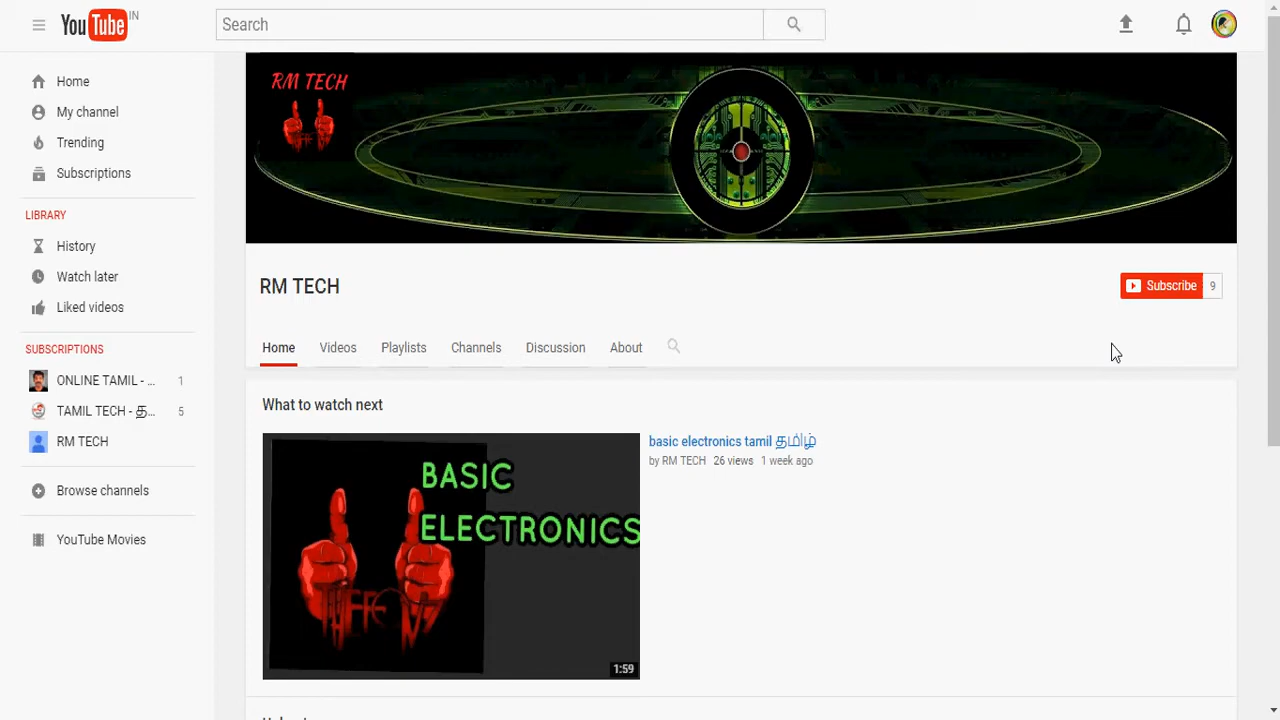 YouTube IN
Search
Home
My channel
Trending
Subscriptions
LIBRARY
History
Watch later
Liked videos
SUBSCRIPTIONS
ONLINE TAMIL - ... 1
TAMIL TECH - த... 5
RM TECH
Browse channels
YouTube Movies
RM TECH
RM TECH
Subscribe 9
Home Videos Playlists Channels Discussion About
What to watch next
BASIC
ELECTRONICS
1:59
basic electronics tamil தமிழ்
by RM TECH 26 views 1 week ago